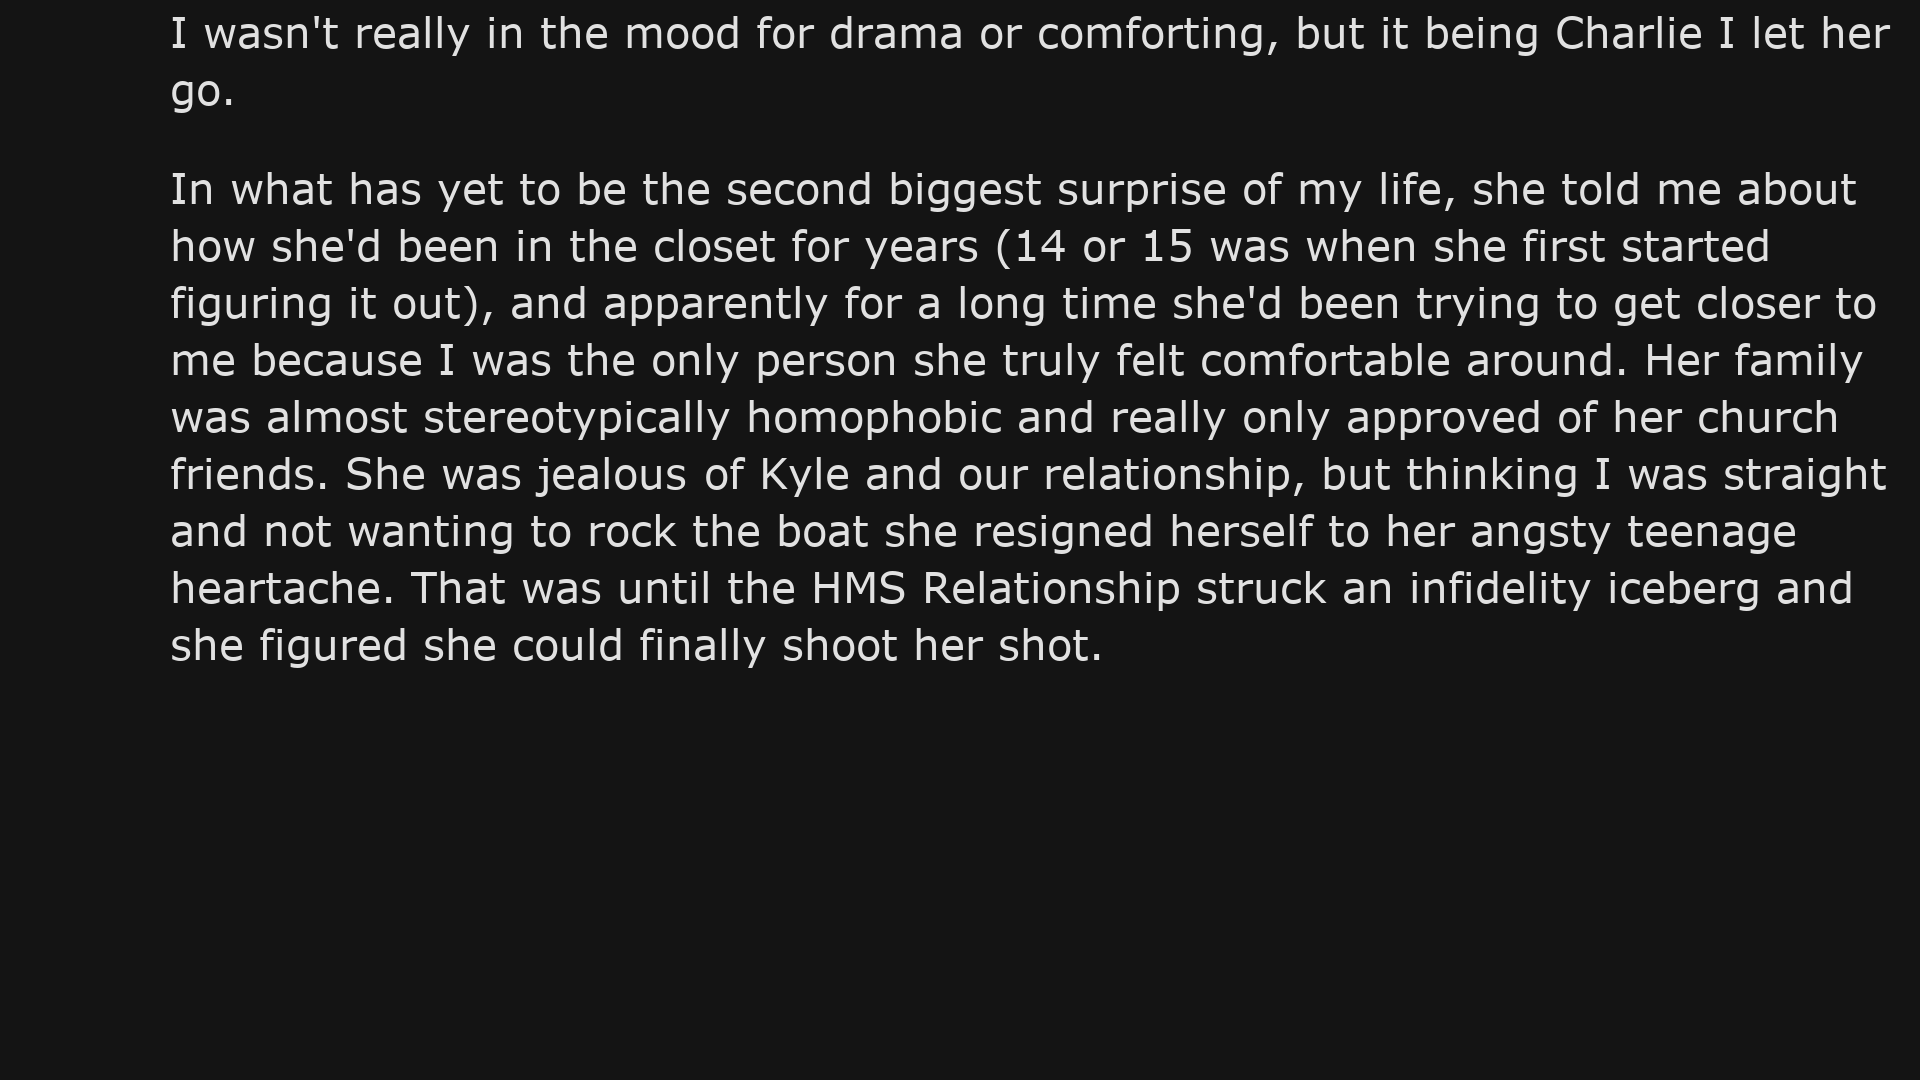 I wasn't really in the mood for drama or comforting, but it being Charlie I let her
go.
In what has yet to be the second biggest surprise of my life, she told me about
how she'd been in the closet for years (14 or 15 was when she first started
figuring it out), and apparently for a long time she'd been trying to get closer to
me because I was the only person she truly felt comfortable around. Her family
was almost stereotypically homophobic and really only approved of her church
friends. She was jealous of Kyle and our relationship, but thinking I was straight
and not wanting to rock the boat she resigned herself to her angsty teenage
heartache. That was until the HMS Relationship struck an infidelity iceberg and
she figured she could finally shoot her shot.